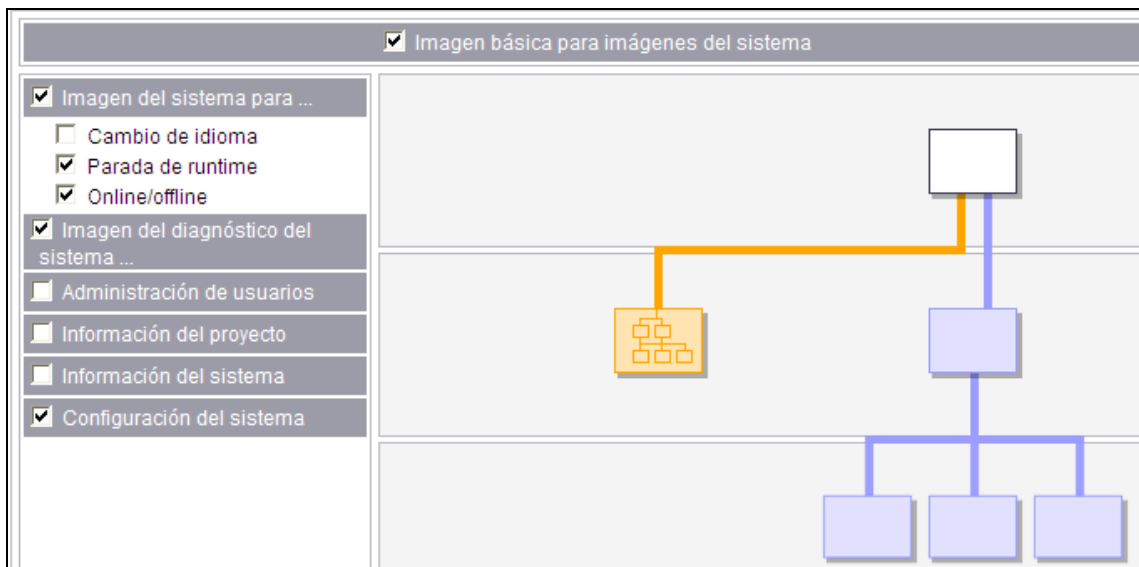 Imagen básica para imágenes del sistema
Imagen del sistema para ...
Cambio de idioma
Parada de runtime
Online/offline
Imagen del diagnóstico del
sistema ...
Administración de usuarios
Información del proyecto
Información del sistema
Configuración del sistema